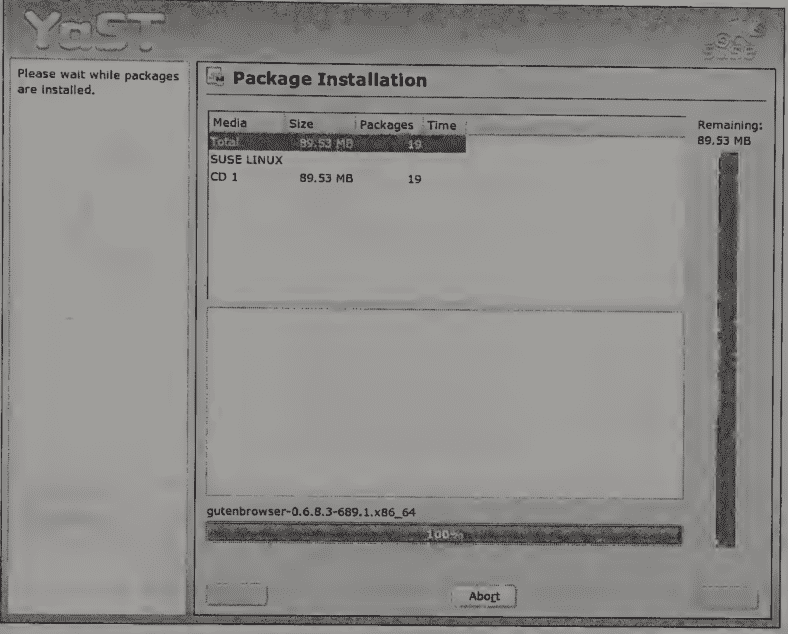 YaST
Please wait while packages
are installed.
Package Installation
Media Size Packages Time
Total 89.53 MB 19
SUSE LINUX
CD 1 89.53 MB 19
Remaining:
89.53 MB
gutenbrowser-0.6.8.3-689.1.x86_64
100%
Abort